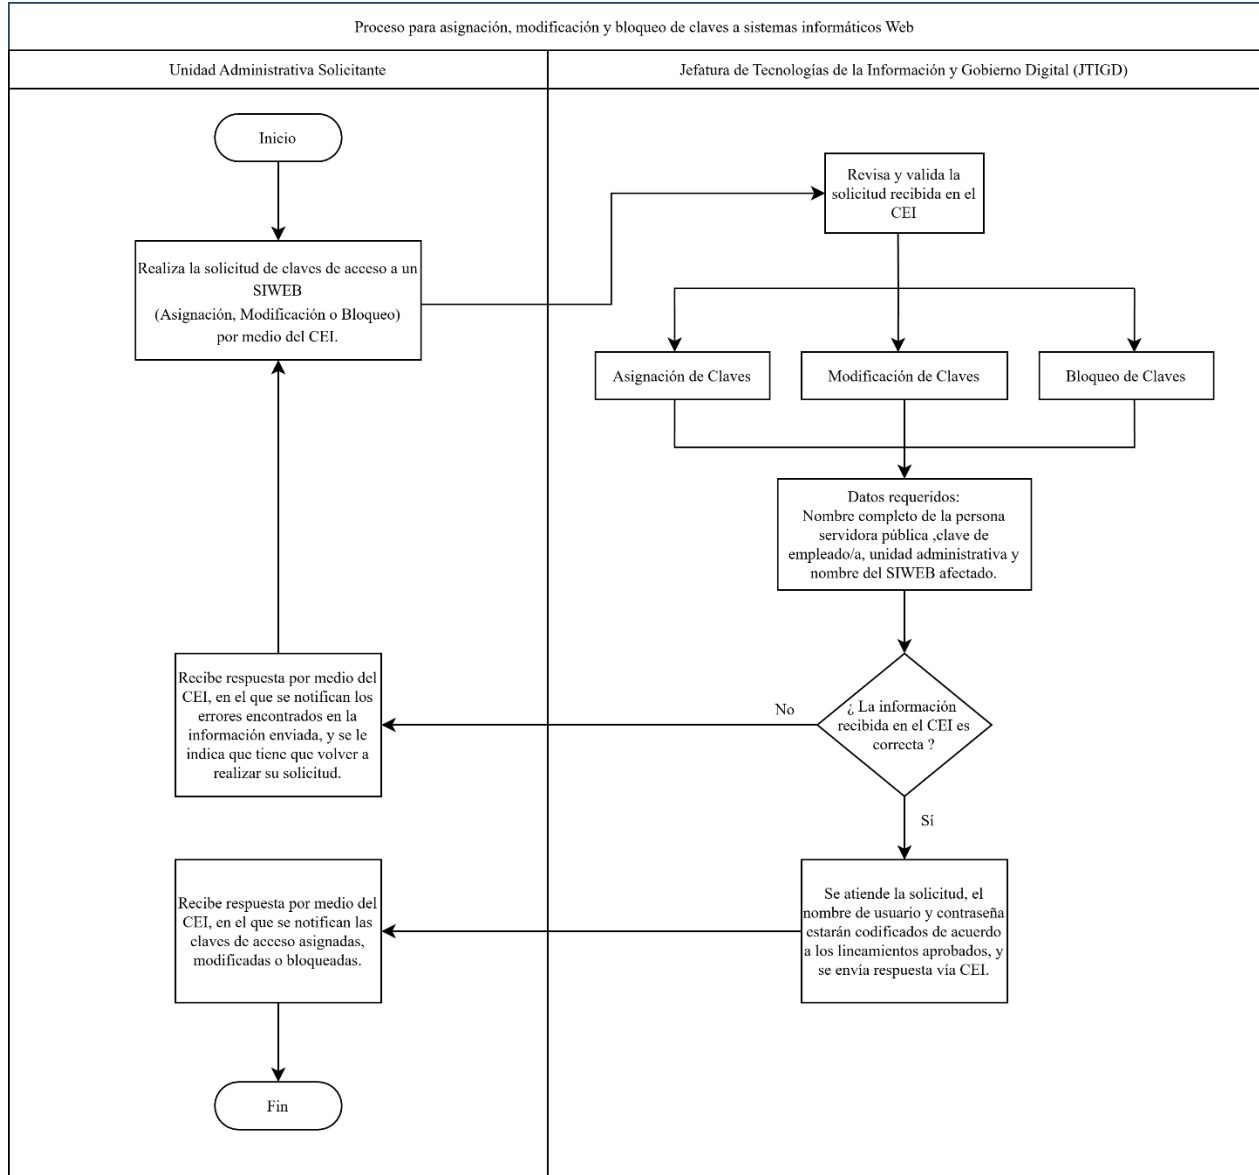 Proceso para asignación, modificación y bloqueo de claves a sistemas informáticos Web
Unidad Administrativa Solicitante
Jefatura de Tecnologías de la Información y Gobierno Digital (JTIGD)
Inicio
Realiza la solicitud de claves de acceso a un
SIWEB
(Asignación, Modificación o Bloqueo)
por medio del CEI.
Revisa y valida la
solicitud recibida en el
CEI
Asignación de Claves
Modificación de Claves
Bloqueo de Claves
Datos requeridos:
Nombre completo de la persona
servidora pública ,clave de
empleado/a, unidad administrativa y
nombre del SIWEB afectado.
¿ La información
recibida en el CEI es
correcta ?
No
Recibe respuesta por medio del
CEI, en el que se notifican los
errores encontrados en la
información enviada, y se le
indica que tiene que volver a
realizar su solicitud.
Sí
Se atiende la solicitud, el
nombre de usuario y contraseña
estarán codificados de acuerdo
a los lineamientos aprobados, y
se envía respuesta vía CEI.
Recibe respuesta por medio del
CEI, en el que se notifican las
claves de acceso asignadas,
modificadas o bloqueadas.
Fin